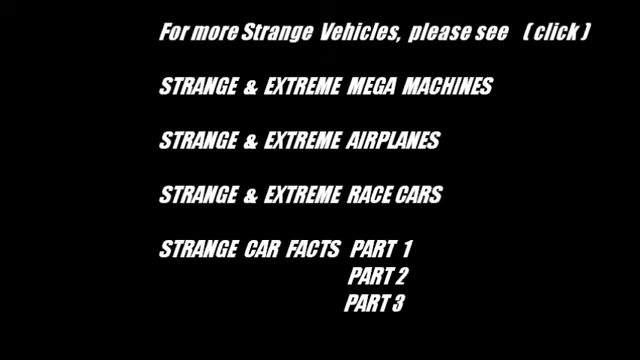 For more Strange Vehicles, please see ( click )
STRANGE & EXTREME MEGA MACHINES
STRANGE & EXTREME AIRPLANES
STRANGE & EXTREME RACE CARS
STRANGE CAR FACTS PART 1
PART 2
PART 3